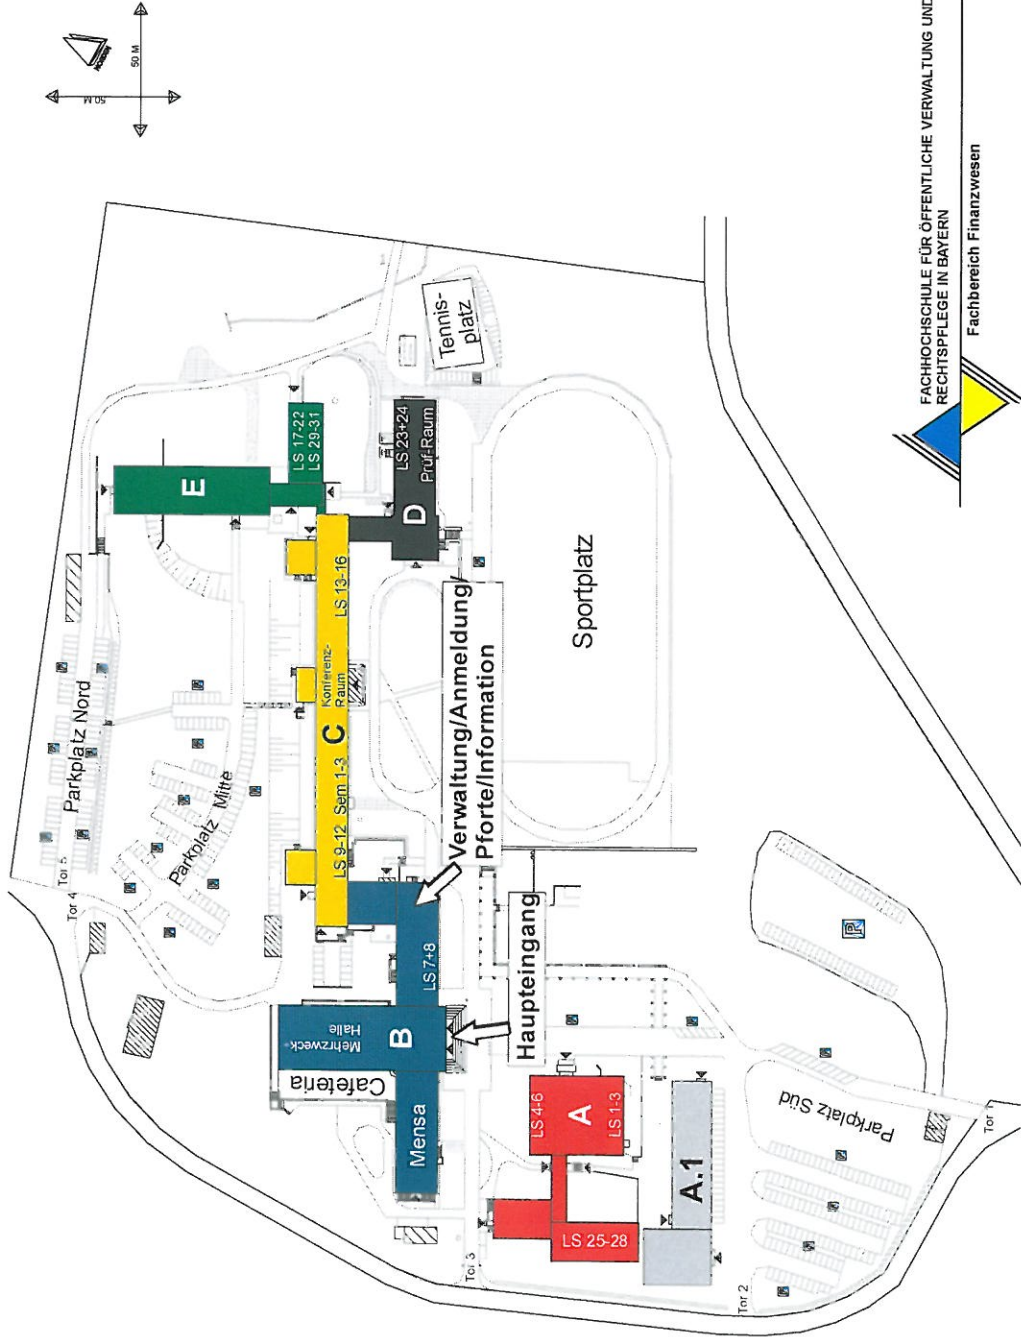 NORDEN
50 M
50 M
Tor 5
Tor 4
Parkplatz Nord
Parkplatz Mitte
E
LS 17-22
LS 29-31
LS 23+24
Prüf-Raum
D
Tennis-
platz
LS 9-12 Sem 1-3
C
Konferenz-
Raum
LS 13-16
Verwaltung/Anmeldung
Pforte/Information
Sportplatz
LS 7+8
Mehrzweck
Halle
B
Cafeteria
Mensa
Haupteingang
LS 4-6
A
LS 1-3
LS 25-28
A.1
Tor 3
Tor 2
Tor 1
Parkplatz Süd
P
FACHHOCHSCHULE FÜR ÖFFENTLICHE VERWALTUNG UND
RECHTSPFLEGE IN BAYERN
Fachbereich Finanzwesen